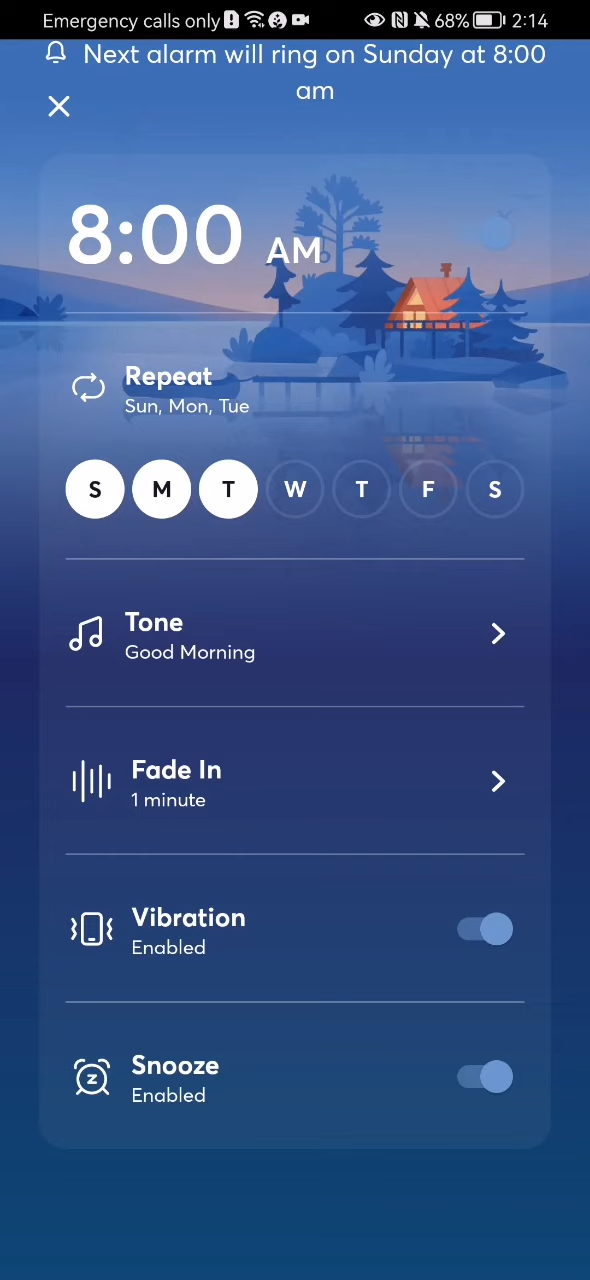 Emergency calls only 68% 2:14
Next alarm will ring on Sunday at 8:00
am
8:00 AM
Repeat
Sun, Mon, Tue
S M T W T F S
Tone
Good Morning
Fade In
1 minute
Vibration
Enabled
Z
Snooze
Enabled